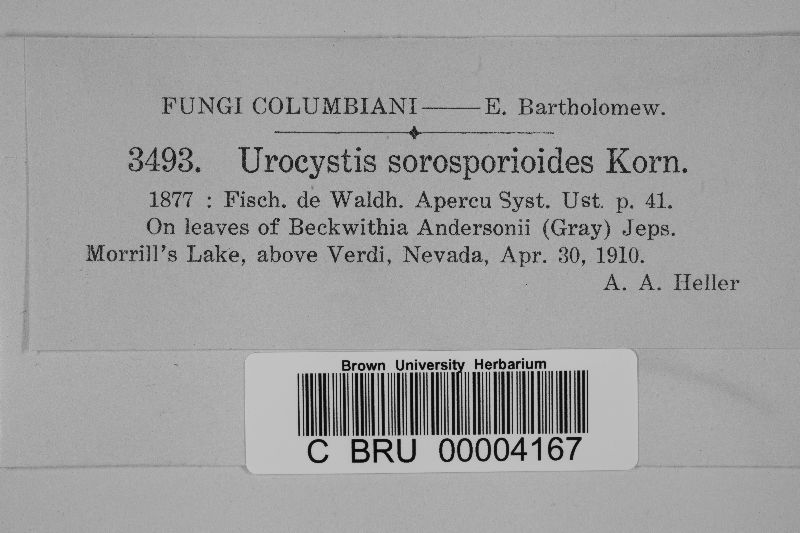 FUNGI COLUMBIANI—E. Bartholomew.
3493. Urocystis sorosporioides Korn.
1877 : Fisch. de Waldh. Apercu Syst. Ust. p. 41.
On leaves of Beckwithia Andersonii (Gray) Jeps.
Morrill's Lake, above Verdi, Nevada, Apr. 30, 1910.
A. A. Heller
Brown University Herbarium
C BRU 00004167